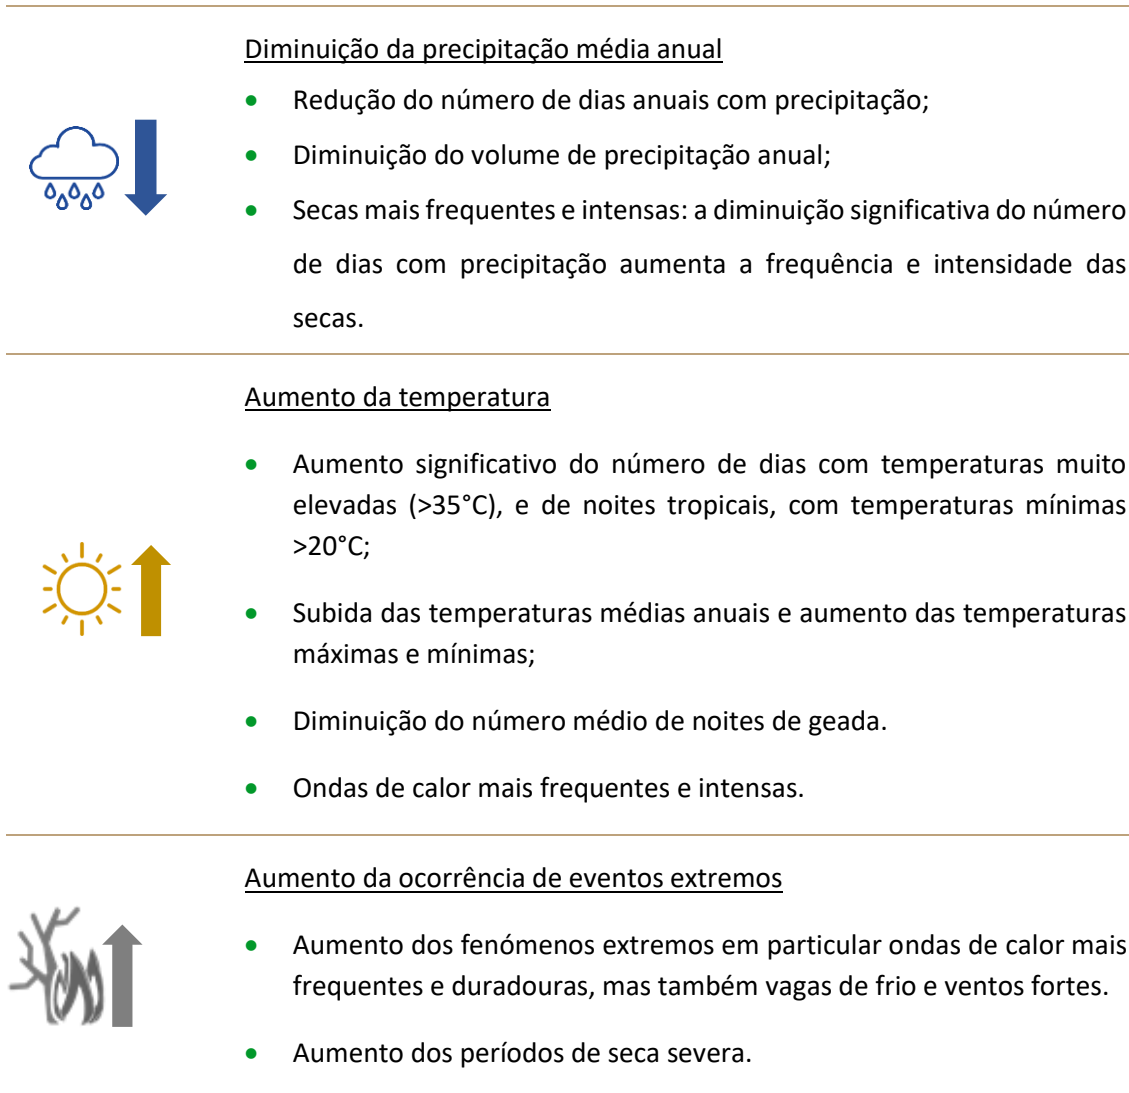 Diminuição da precipitação média anual
• Redução do número de dias anuais com precipitação;
• Diminuição do volume de precipitação anual;
• Secas mais frequentes e intensas: a diminuição significativa do número
de dias com precipitação aumenta a frequência e intensidade das
secas.
Aumento da temperatura
• Aumento significativo do número de dias com temperaturas muito
elevadas (>35°C), e de noites tropicais, com temperaturas mínimas
>20°C;
• Subida das temperaturas médias anuais e aumento das temperaturas
máximas e mínimas;
• Diminuição do número médio de noites de geada.
• Ondas de calor mais frequentes e intensas.
Aumento da ocorrência de eventos extremos
• Aumento dos fenómenos extremos em particular ondas de calor mais
frequentes e duradouras, mas também vagas de frio e ventos fortes.
• Aumento dos períodos de seca severa.